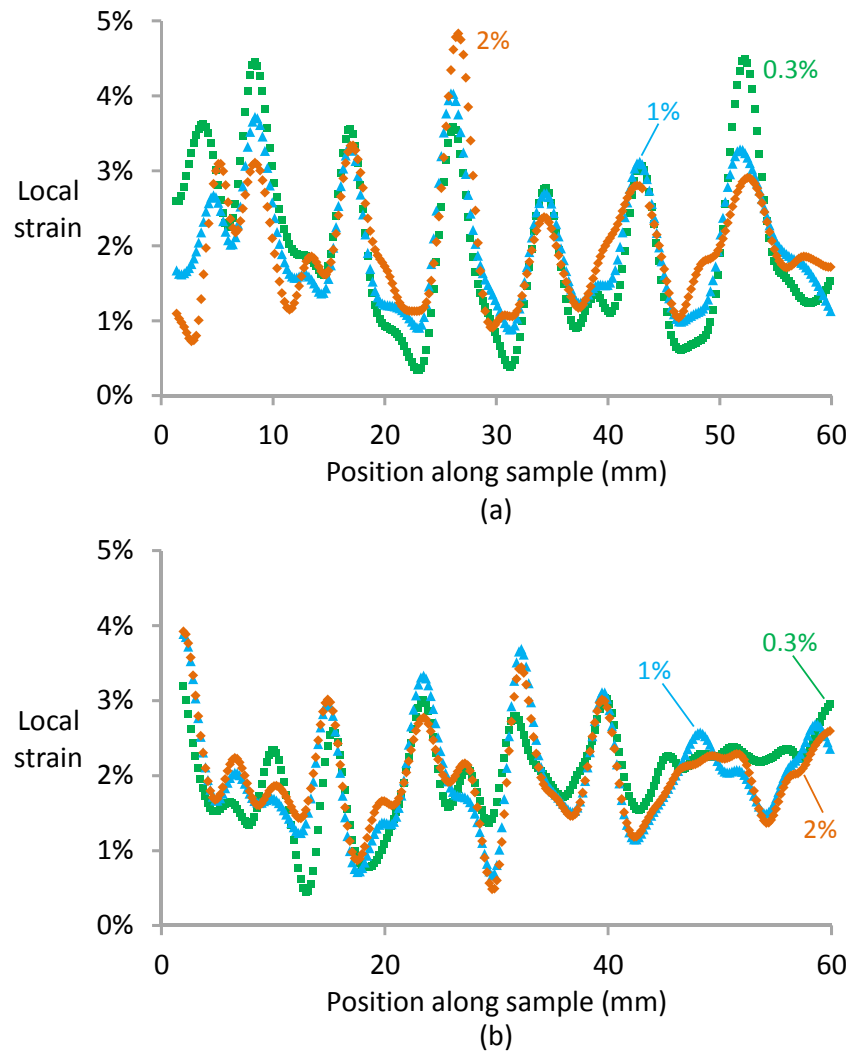 5%
2%
0.3%
4%
1%
3%
Local
strain
2%
1%
0%
0 10 20 30 40 50 60
Position along sample (mm)
(a)
5%
4%
0.3%
1%
3%
Local
strain
2%
2%
1%
0%
0 20 40 60
Position along sample (mm)
(b)